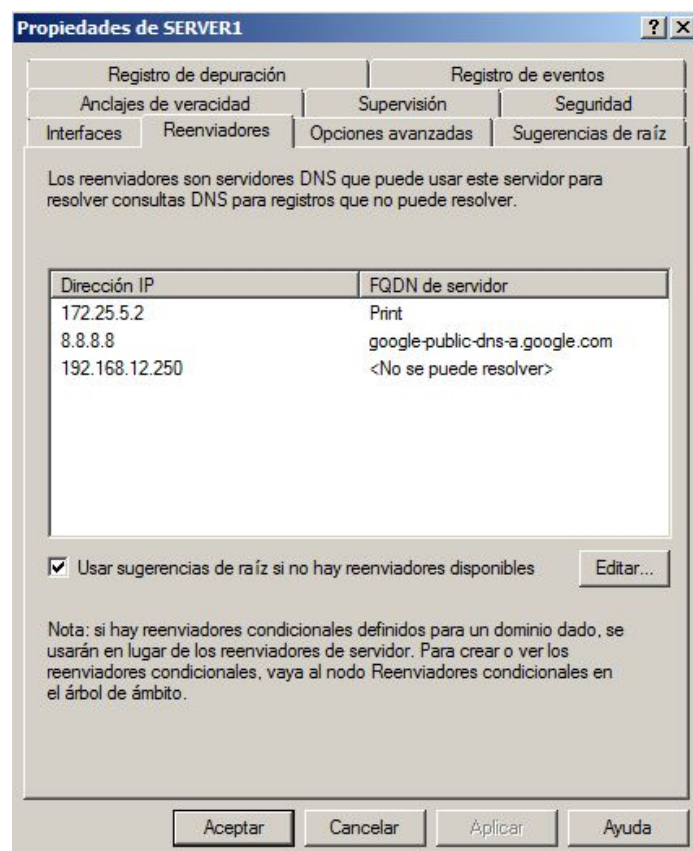 Propiedades de SERVER1
Registro de depuración
Registro de eventos
Anclajes de veracidad
Supervisión
Seguridad
Interfaces
Reenviadores
Opciones avanzadas
Sugerencias de raíz
Los reenviadores son servidores DNS que puede usar este servidor para
resolver consultas DNS para registros que no puede resolver.
Dirección IP
FQDN de servidor
172.25.5.2
Print
8.8.8.8
google-public-dns-a.google.com
192.168.12.250
<No se puede resolver>
Usar sugerencias de raíz si no hay reenviadores disponibles
Editar...
Nota: si hay reenviadores condicionales definidos para un dominio dado, se
usarán en lugar de los reenviadores de servidor. Para crear o ver los
reenviadores condicionales, vaya al nodo Reenviadores condicionales en
el árbol de ámbito.
Aceptar
Cancelar
Aplicar
Ayuda